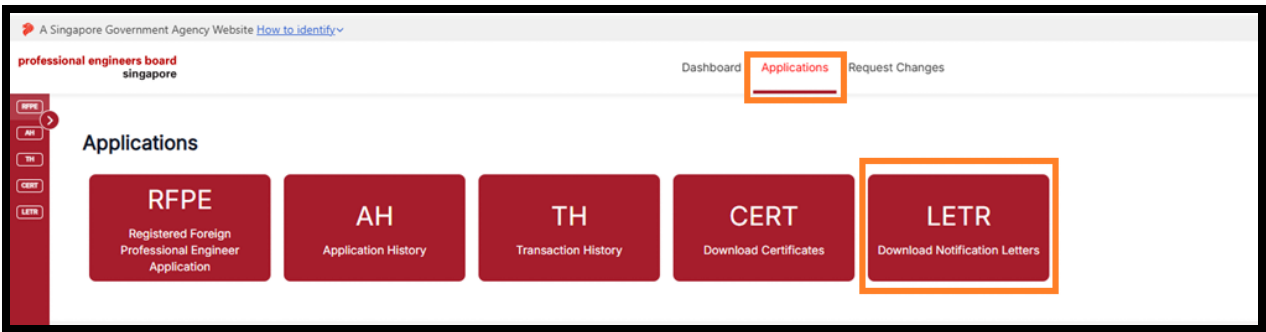 A Singapore Government Agency Website How to identify
professional engineers board
singapore
Dashboard Applications Request Changes
RFPE
AH
TH
CERT
LETR
Applications
RFPE
Registered Foreign
Professional Engineer
Application
AH
Application History
TH
Transaction History
CERT
Download Certificates
LETR
Download Notification Letters